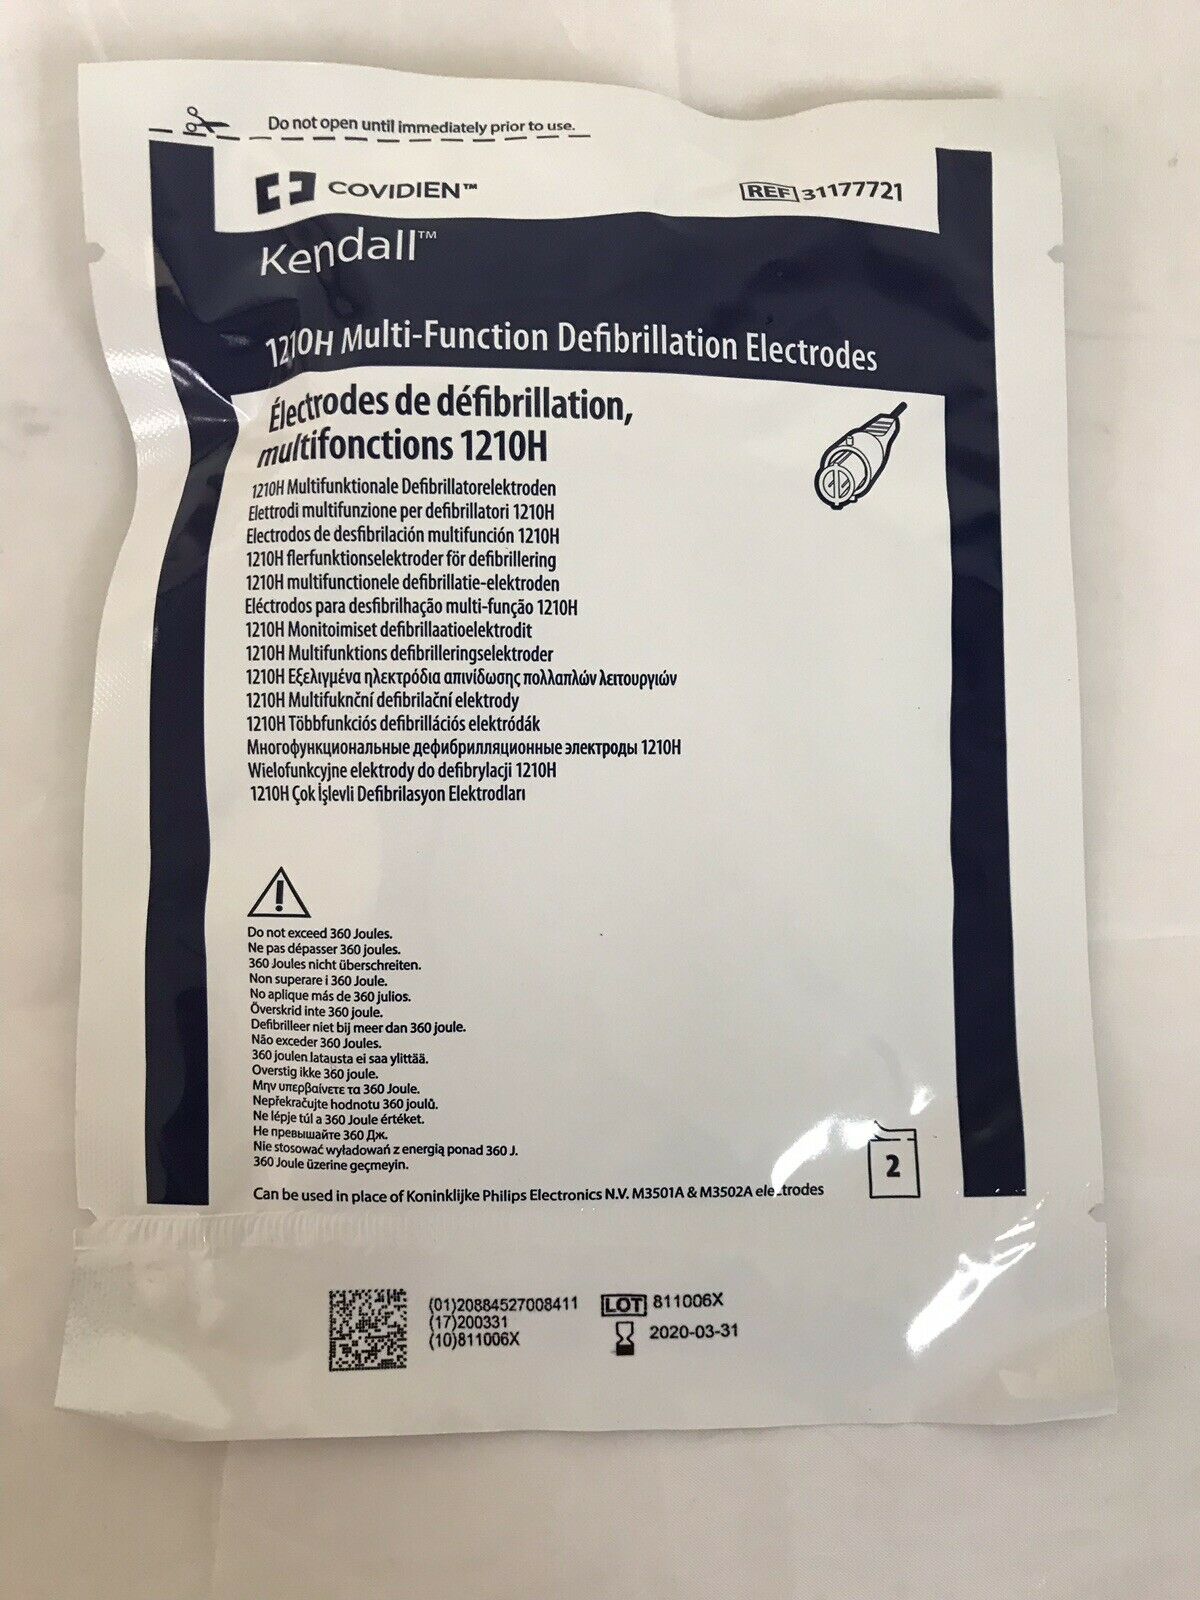 Do not open until immediately prior to use.
COVIDIEN™
REF 31177721
Kendall™
1210H Multi-Function Defibrillation Electrodes
Électrodes de défibrillation,
multifonctions 1210H
1210H Multifunktionale Defibrillatorelektroden
Elettrodi multifunzione per defibrillatori 1210H
Electrodos de desfibrilación multifunción 1210H
1210H flerfunktionselektroder för defibrillering
1210H multifunctionele defibrillatie-elektroden
Eléctrodos para desfibrilhação multi-função 1210H
1210H Monitoimiset defibrillaatioelektrodit
1210H Multifunktions defibrilleringselektroder
1210H Εξελιγμένα ηλεκτρόδια απινίδωσης πολλαπλών λειτουργιών
1210H Multifuknční defibrilační elektrody
1210H Többfunkciós defibrillációs elektródák
Многофункциональные дефибрилляционные электроды 1210H
Wielofunkcyjne elektrody do defibrylacji 1210H
1210H Çok İşlevli Defibrilasyon Elektrodları
Do not exceed 360 Joules.
Ne pas dépasser 360 joules.
360 Joules nicht überschreiten.
Non superare i 360 Joule.
No aplique más de 360 julios.
Överskrid inte 360 joule.
Defibrilleer niet bij meer dan 360 joule.
Não exceder 360 Joules.
360 joulen latausta ei saa ylittää.
Overstig ikke 360 joule.
Μην υπερβαίνετε τα 360 Joule.
Nepřekračujte hodnotu 360 joulů.
Ne lépje túl a 360 Joule értéket.
Не превышайте 360 Дж.
Nie stosować wyładowań z energią ponad 360 J.
360 Joule üzerine geçmeyin.
2
Can be used in place of Koninklijke Philips Electronics N.V. M3501A & M3502A electrodes
(01)20884527008411
(17)200331
(10)811006X
LOT 811006X
2020-03-31